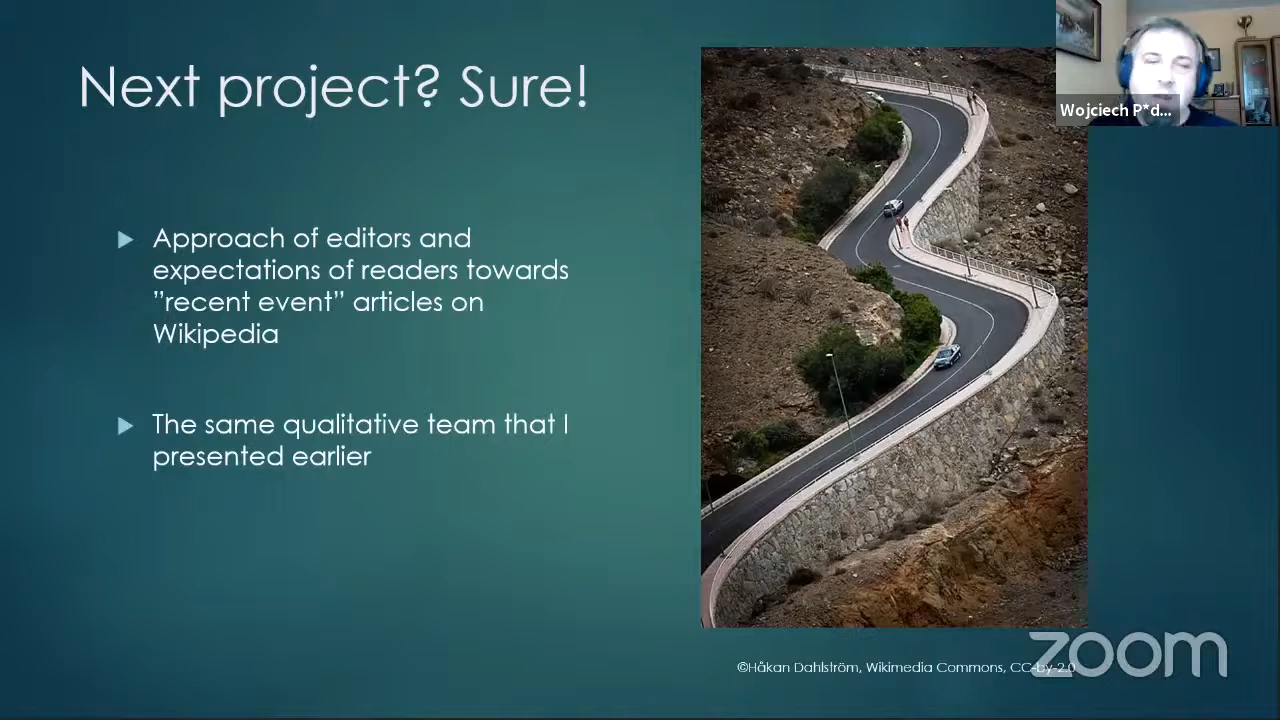 Next project? Sure!
Wojciech P*d...
Approach of editors and
expectations of readers towards
”recent event” articles on
Wikipedia
The same qualitative team that I
presented earlier
©Håkan Dahlström, Wikimedia Commons, CC-by-2.0
zoom